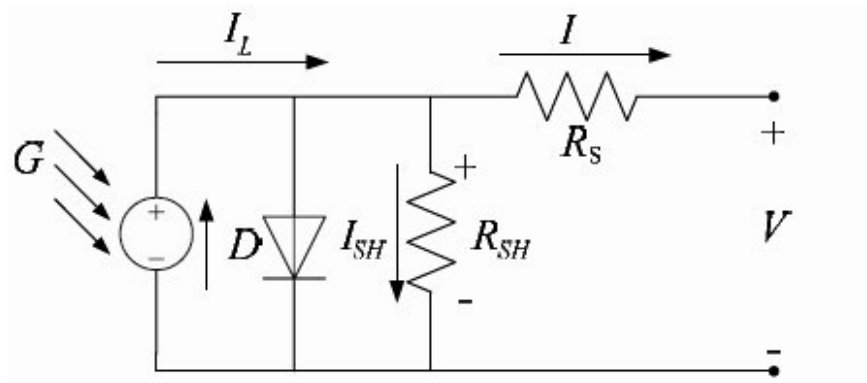 I_L
I
R_S
+
G
+
+
D
I_SH
R_SH
V
-
-
-